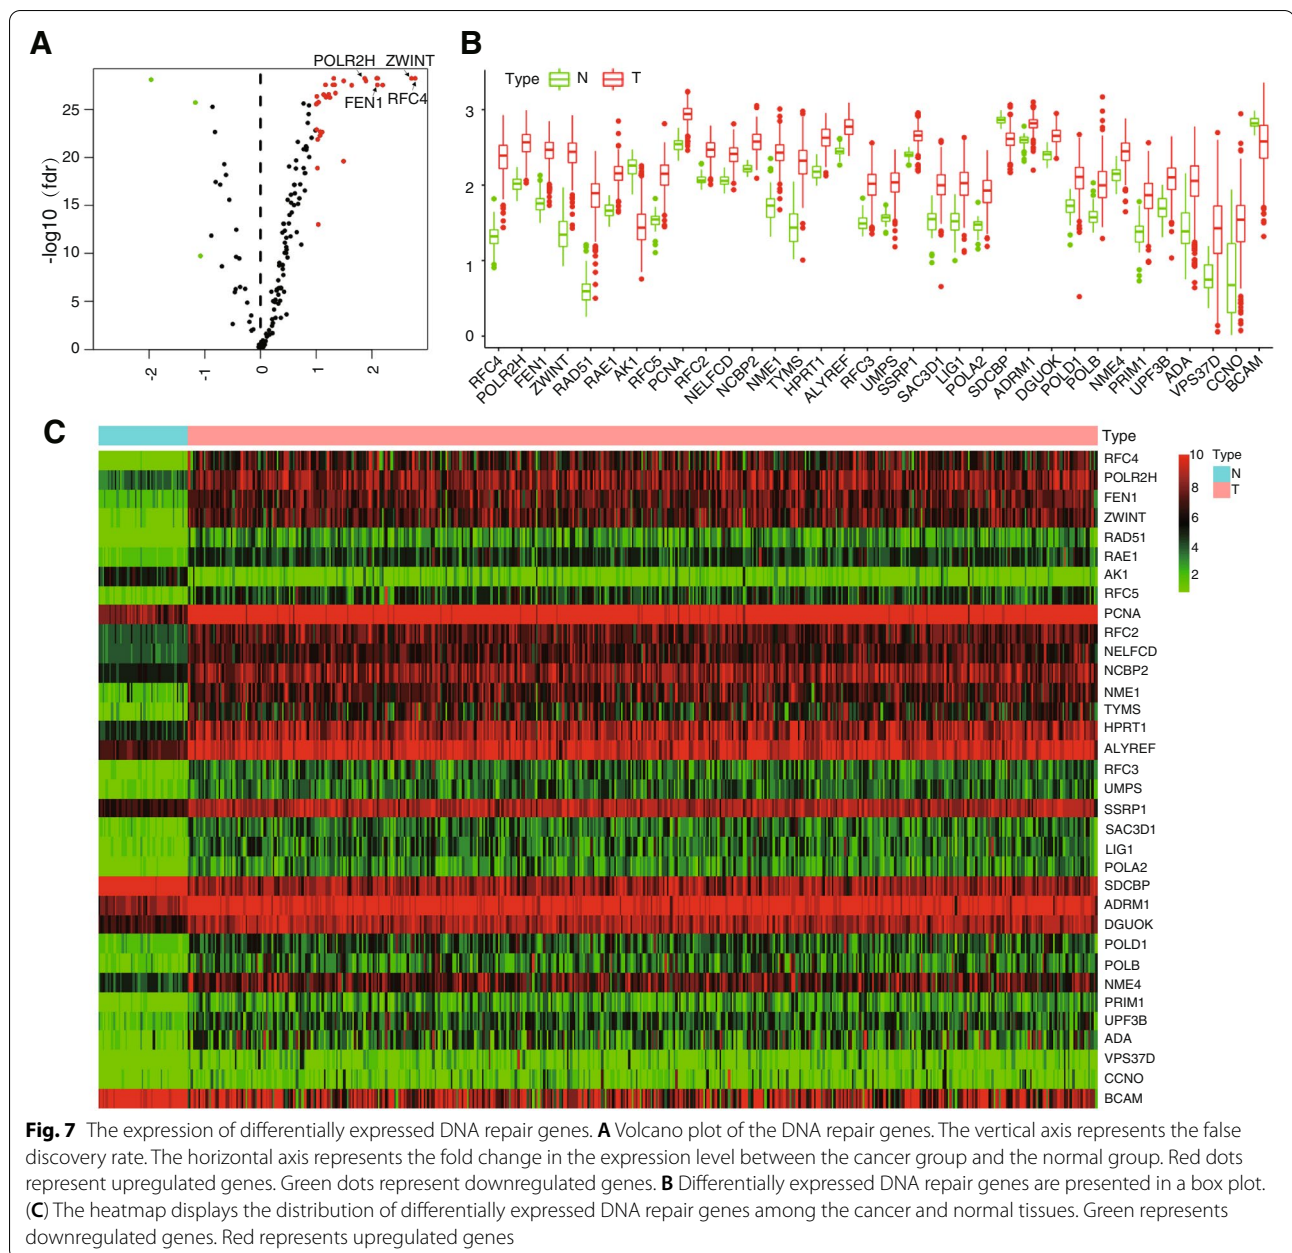 A
POLR2H ZWINT
FEN1 RFC4
-log10 (fdr)
25
20
15
10
5
0
-2 -1 0 1 2
B
Type N T
3
2
1
0
RFC4 POLR2H FEN1 ZWINT RAD51 RAE1 AK1 RFC5 PCNA RFC2 NELFCD NCBP2 NME1 TYMS HPRT1 ALYREF RFC3 UMPS SSRP1 SAC3D1 LIG1 POLA2 SDCBP ADRM1 DGUOK POLD1 POLB NME4 PRIM1 UPF3B ADA VPS37D CCNO BCAM
C
Type
RFC4
POLR2H
FEN1
ZWINT
RAD51
RAE1
AK1
RFC5
PCNA
RFC2
NELFCD
NCBP2
NME1
TYMS
HPRT1
ALYREF
RFC3
UMPS
SSRP1
SAC3D1
LIG1
POLA2
SDCBP
ADRM1
DGUOK
POLD1
POLB
NME4
PRIM1
UPF3B
ADA
VPS37D
CCNO
BCAM
10
8
6
4
2
Type
N
T
Fig. 7 The expression of differentially expressed DNA repair genes. A Volcano plot of the DNA repair genes. The vertical axis represents the false
discovery rate. The horizontal axis represents the fold change in the expression level between the cancer group and the normal group. Red dots
represent upregulated genes. Green dots represent downregulated genes. B Differentially expressed DNA repair genes are presented in a box plot.
(C) The heatmap displays the distribution of differentially expressed DNA repair genes among the cancer and normal tissues. Green represents
downregulated genes. Red represents upregulated genes